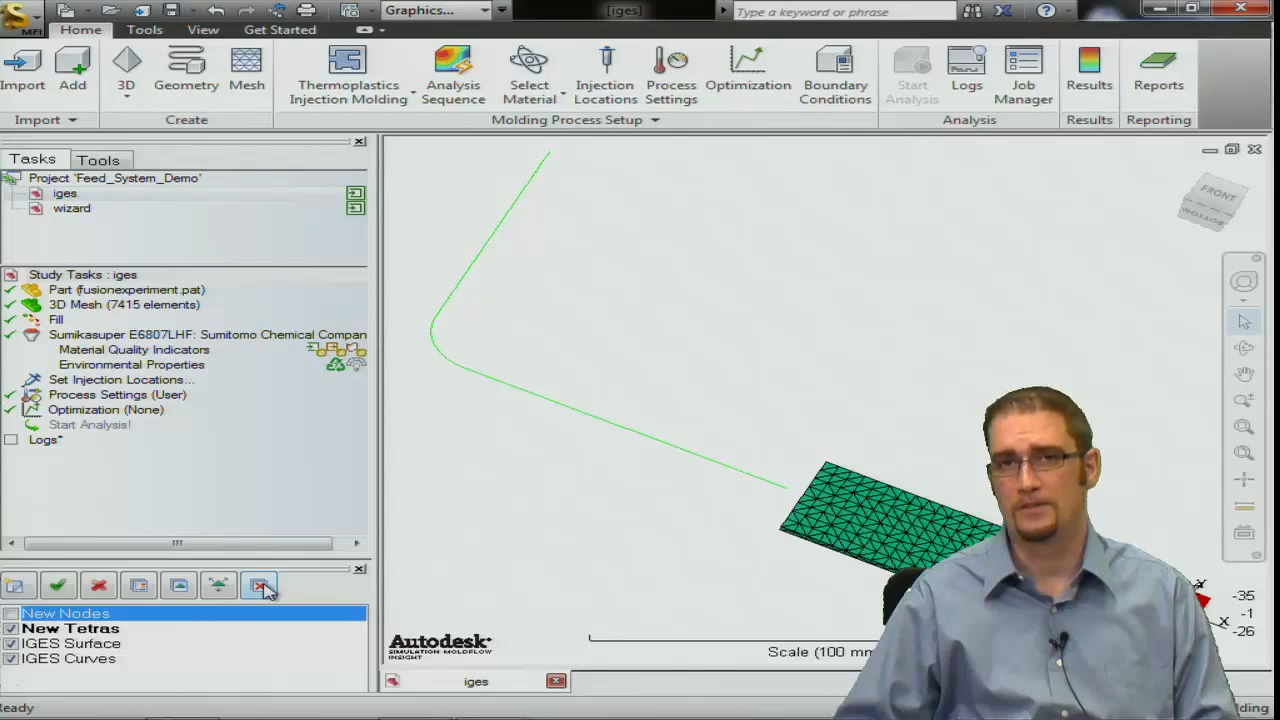 S
MFI
Graphics...
[iges]
Type a keyword or phrase
Home
Tools
View
Get Started
Import
Add
3D
Geometry
Mesh
Thermoplastics
Injection Molding
Analysis
Sequence
Select
Material
Injection
Locations
Process
Settings
Optimization
Boundary
Conditions
Start
Analysis
Logs
Job
Manager
Results
Reports
Import
Create
Molding Process Setup
Analysis
Results
Reporting
Tasks
Tools
Project 'Feed_System_Demo'
iges
wizard
Study Tasks : iges
Part (fusionexperiment.pat)
3D Mesh (7415 elements)
Fill
Sumikasuper E6807LHF: Sumitomo Chemical Compan
Material Quality Indicators
Environmental Properties
Set Injection Locations...
Process Settings (User)
Optimization (None)
Start Analysis!
Logs*
New Nodes
New Tetras
IGES Surface
IGES Curves
FRONT
BOTTOM
Autodesk
SIMULATION MOLDFLOW
INSIGHT
Scale (100 mm
Y
X
-35
-1
-26
iges
eady